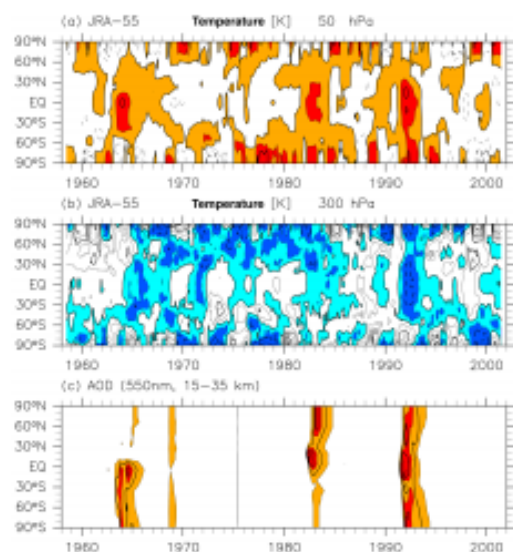 (a) JRA-55 Temperature [K] 50 hPa
90°N
60°N
30°N
EQ
30°S
60°S
90°S
1960 1970 1980 1990 2000
(b) JRA-55 Temperature [K] 300 hPa
90°N
60°N
30°N
EQ
30°S
60°S
90°S
1960 1970 1980 1990 2000
(c) AOD (550nm, 15-35 km)
90°N
60°N
30°N
EQ
30°S
60°S
90°S
1960 1970 1980 1990 2000